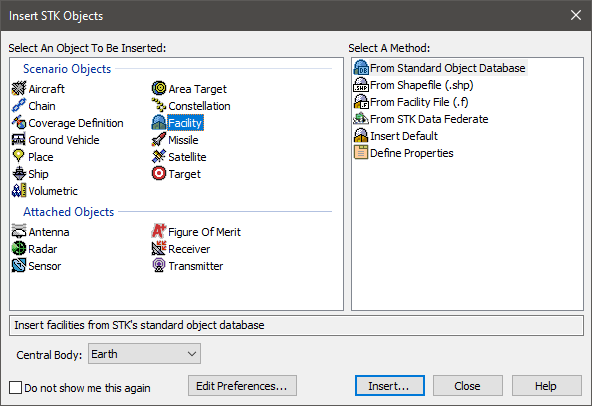 Insert STK Objects
Select An Object To Be Inserted:
Scenario Objects
Aircraft
Area Target
Chain
Constellation
Coverage Definition
Facility
Ground Vehicle
Missile
Place
Satellite
Ship
Target
Volumetric
Attached Objects
Antenna
Figure Of Merit
Radar
Receiver
Sensor
Transmitter
Select A Method:
From Standard Object Database
From Shapefile (.shp)
From Facility File (.f)
From STK Data Federate
Insert Default
Define Properties
Insert facilities from STK's standard object database
Central Body: Earth
Do not show me this again
Edit Preferences...
Insert...
Close
Help